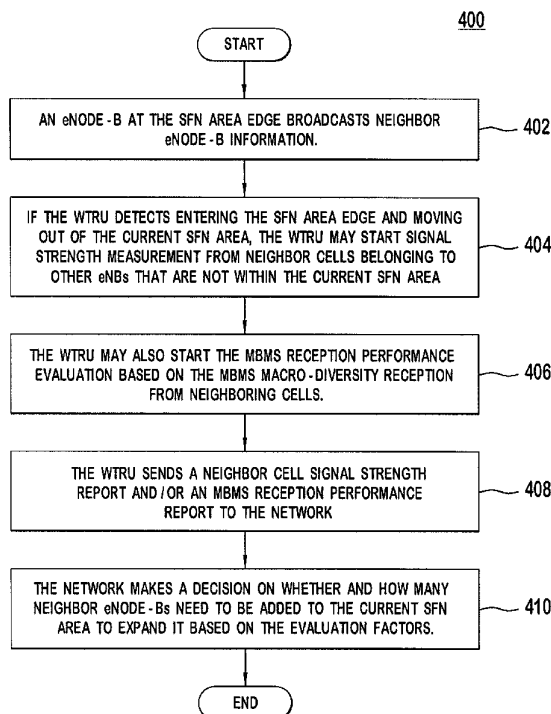 400
START
AN eNODE-B AT THE SFN AREA EDGE BROADCASTS NEIGHBOR
eNODE-B INFORMATION.
402
IF THE WTRU DETECTS ENTERING THE SFN AREA EDGE AND MOVING
OUT OF THE CURRENT SFN AREA, THE WTRU MAY START SIGNAL
STRENGTH MEASUREMENT FROM NEIGHBOR CELLS BELONGING TO
OTHER eNBs THAT ARE NOT WITHIN THE CURRENT SFN AREA
404
THE WTRU MAY ALSO START THE MBMS RECEPTION PERFORMANCE
EVALUATION BASED ON THE MBMS MACRO-DIVERSITY RECEPTION
FROM NEIGHBORING CELLS.
406
THE WTRU SENDS A NEIGHBOR CELL SIGNAL STRENGTH
REPORT AND/OR AN MBMS RECEPTION PERFORMANCE
REPORT TO THE NETWORK
408
THE NETWORK MAKES A DECISION ON WHETHER AND HOW MANY
NEIGHBOR eNODE-Bs NEED TO BE ADDED TO THE CURRENT SFN
AREA TO EXPAND IT BASED ON THE EVALUATION FACTORS.
410
END